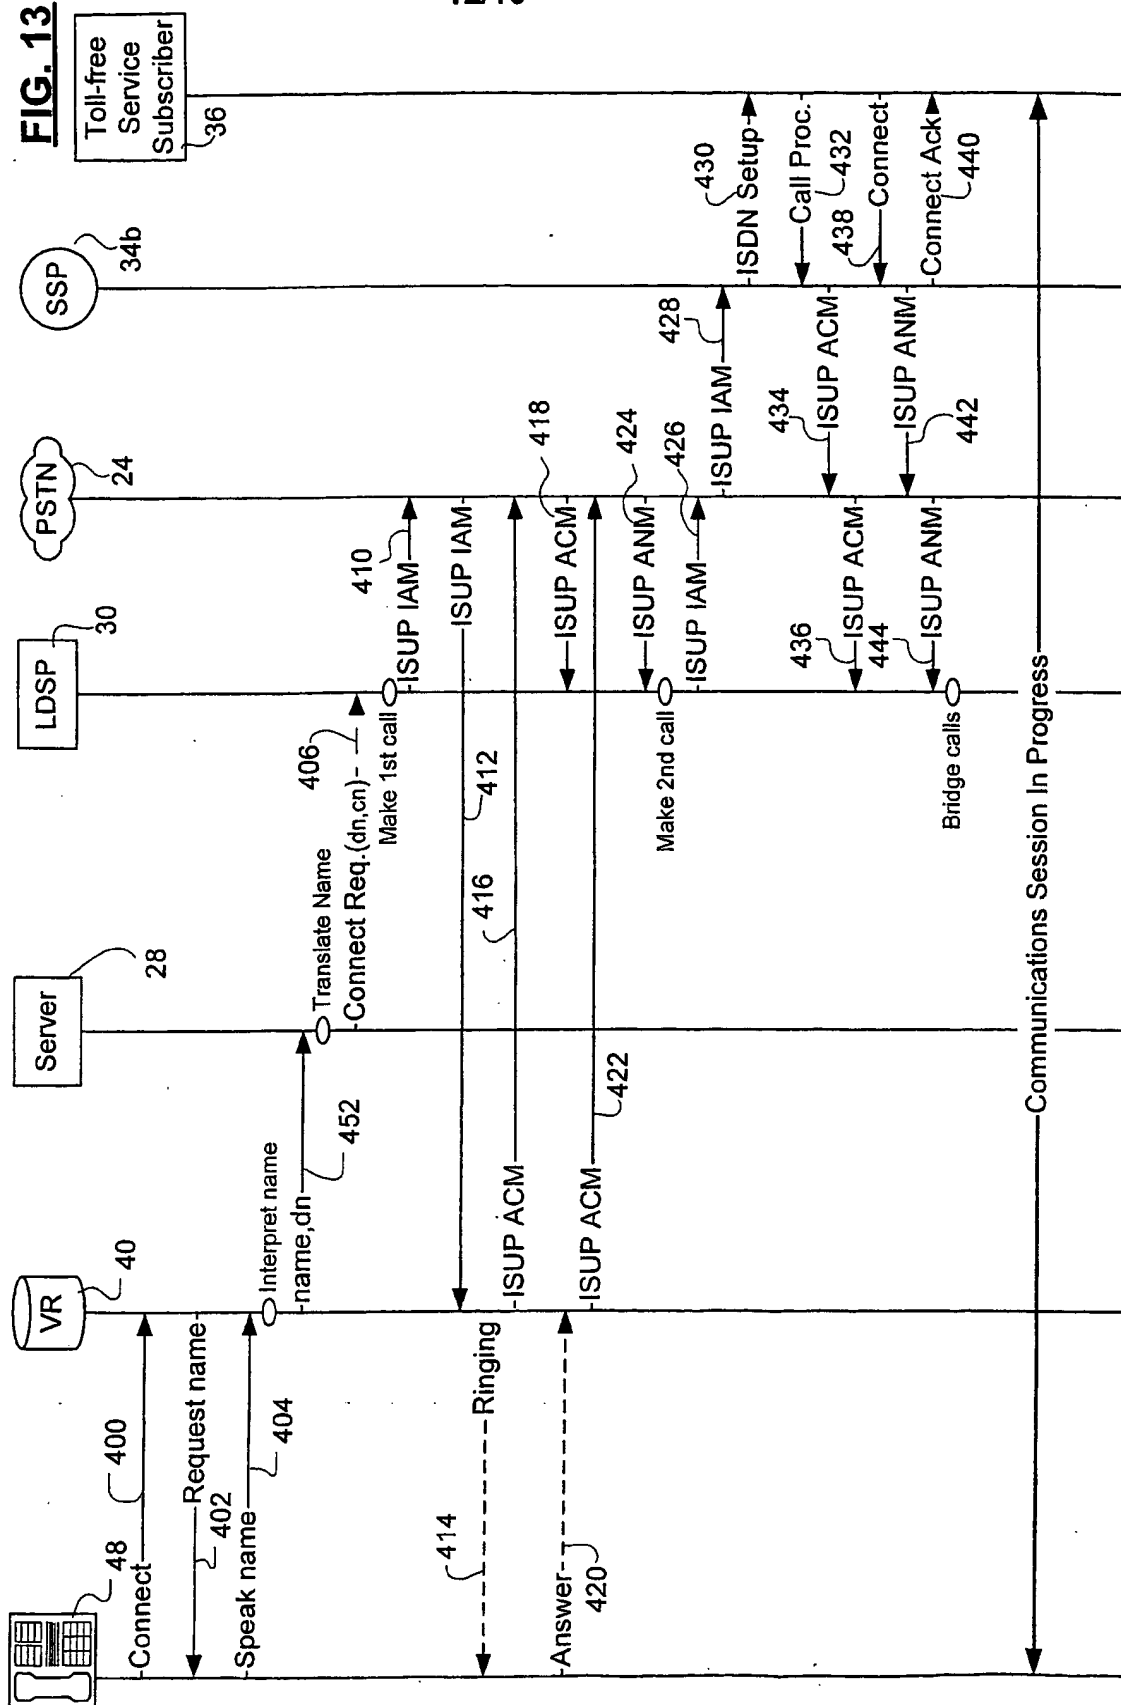 FIG. 13
48
VR
40
Server
28
LDSP
30
PSTN
24
SSP
34b
Toll-free
Service
Subscriber
36
Connect
400
Request name
402
Speak name
404
Interpret name
name,dn
452
Translate Name
Connect Req.(dn,cn)
406
Make 1st call
ISUP IAM
410
ISUP IAM
412
Ringing
414
ISUP ACM
416
ISUP ACM
418
Answer
420
ISUP ACM
422
ISUP ANM
424
Make 2nd call
ISUP IAM
426
ISUP IAM
428
ISDN Setup
430
Call Proc.
432
ISUP ACM
434
ISUP ACM
436
Connect
438
Connect Ack
440
ISUP ANM
442
ISUP ANM
444
Bridge calls
Communications Session In Progress